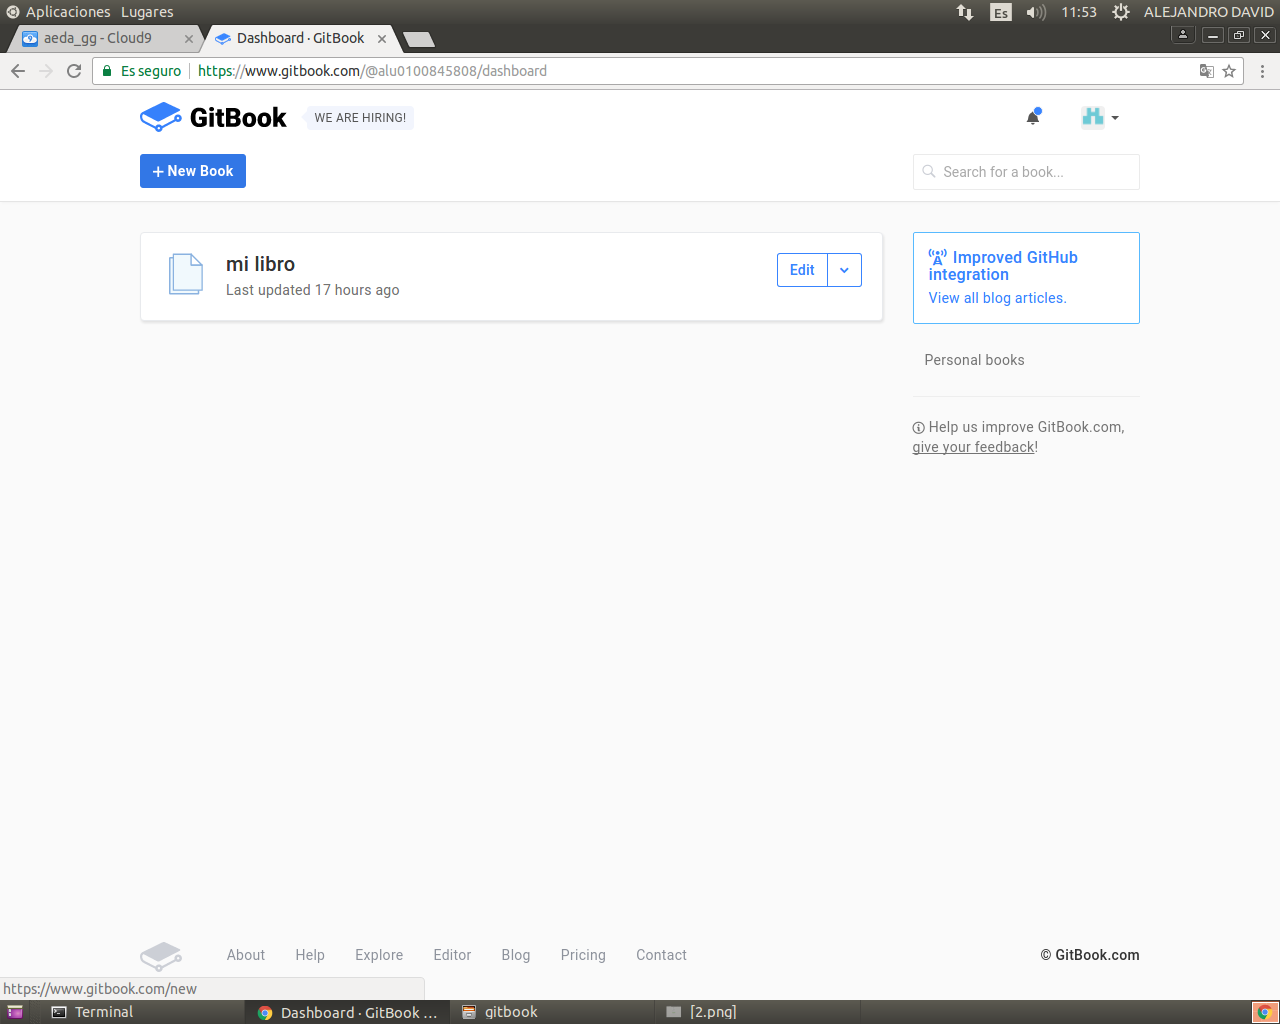 Aplicaciones Lugares
Es 11:53 ALEJANDRO DAVID
aeda_gg - Cloud9 Dashboard · GitBook
Es seguro https://www.gitbook.com/@alu0100845808/dashboard
GitBook WE ARE HIRING!
+ New Book Search for a book...
mi libro
Last updated 17 hours ago
Edit
Improved GitHub
integration
View all blog articles.
Personal books
Help us improve GitBook.com,
give your feedback!
About Help Explore Editor Blog Pricing Contact © GitBook.com
https://www.gitbook.com/new
Terminal Dashboard · GitBook ... gitbook [2.png]